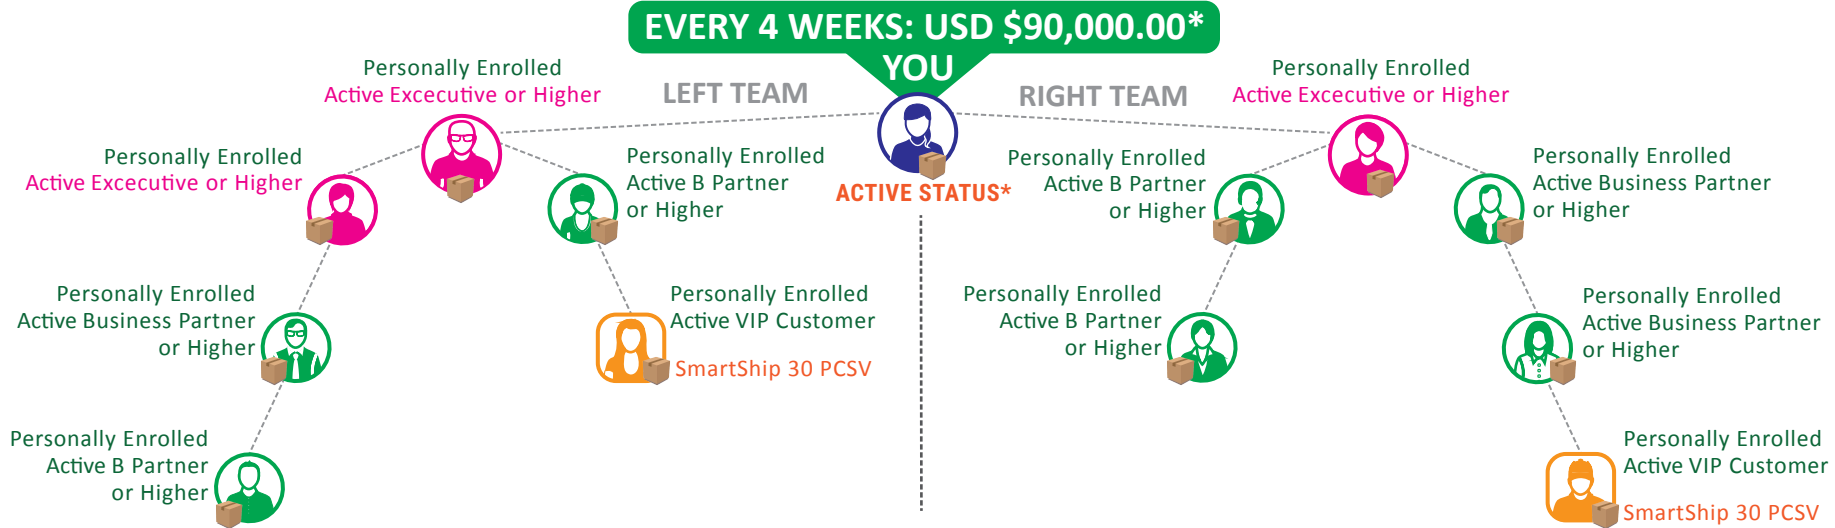 EVERY 4 WEEKS: USD $90,000.00*
YOU
LEFT TEAM
RIGHT TEAM
ACTIVE STATUS*
Personally Enrolled
Active Excecutive or Higher
Personally Enrolled
Active Excecutive or Higher
Personally Enrolled
Active B Partner
or Higher
Personally Enrolled
Active Business Partner
or Higher
Personally Enrolled
Active VIP Customer
SmartShip 30 PCSV
Personally Enrolled
Active B Partner
or Higher
Personally Enrolled
Active Excecutive or Higher
Personally Enrolled
Active B Partner
or Higher
Personally Enrolled
Active Business Partner
or Higher
Personally Enrolled
Active B Partner
or Higher
Personally Enrolled
Active Business Partner
or Higher
Personally Enrolled
Active VIP Customer
SmartShip 30 PCSV